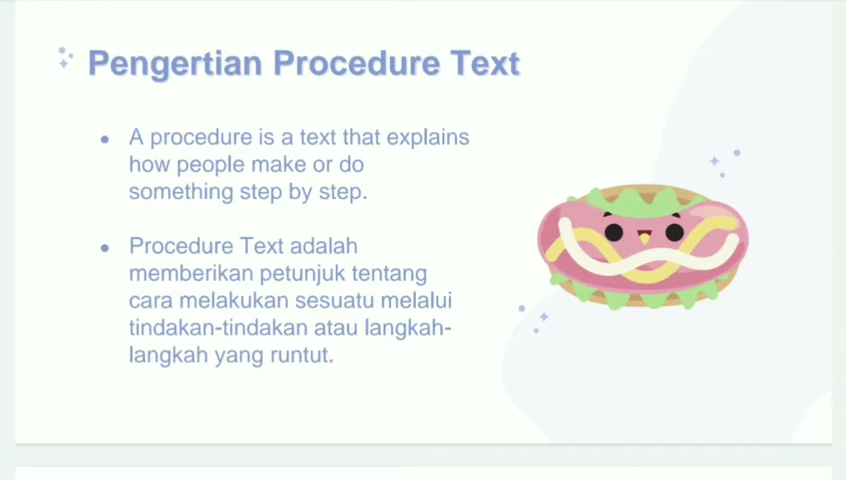 Pengertian Procedure Text
A procedure is a text that explains
how people make or do
something step by step.
Procedure Text adalah
memberikan petunjuk tentang
cara melakukan sesuatu melalui
tindakan-tindakan atau langkah-
langkah yang runtut.